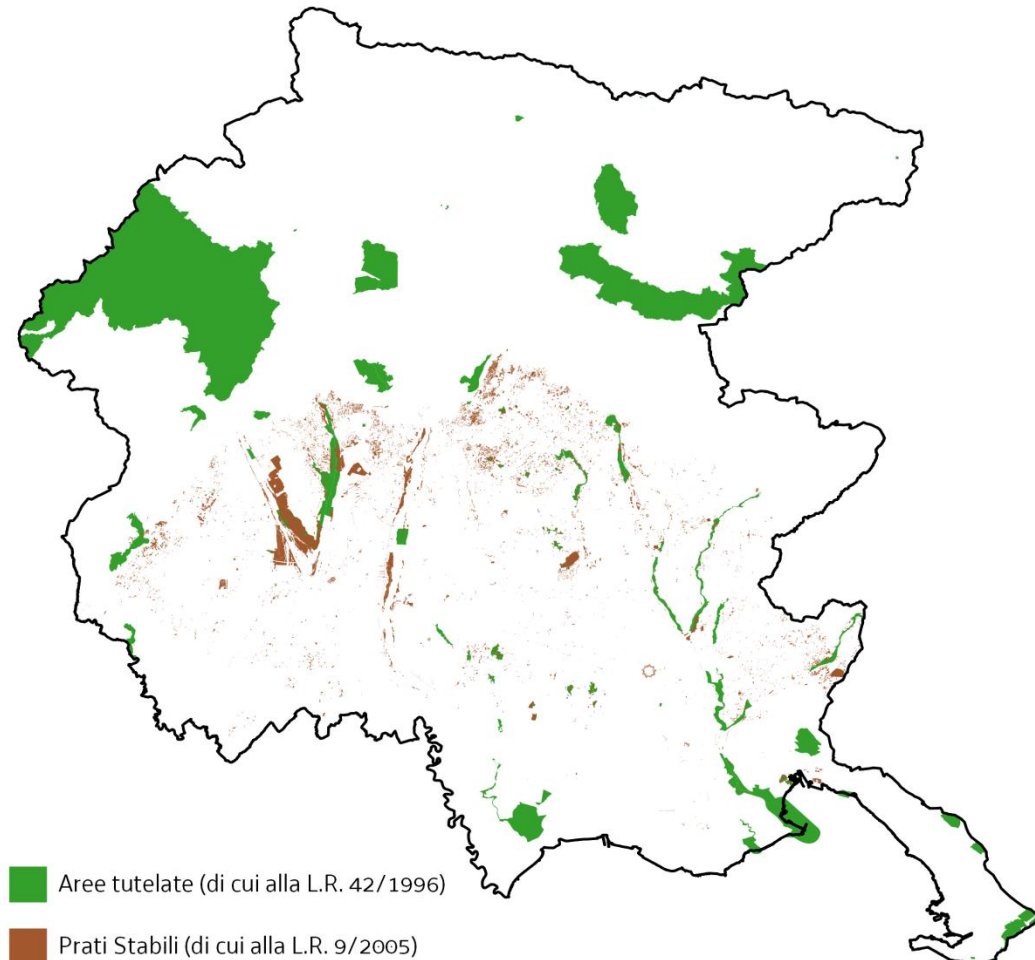 Aree tutelate (di cui alla L.R. 42/1996)
Prati Stabili (di cui alla L.R. 9/2005)